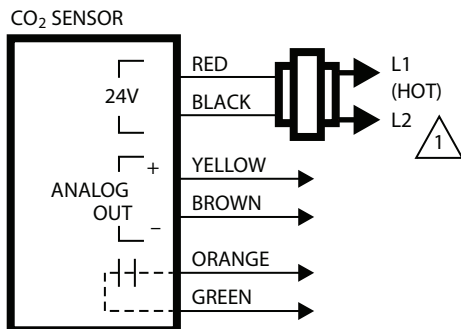 CO₂ SENSOR
RED
L1
(HOT)
24V
BLACK
L2
1
+
YELLOW
ANALOG
OUT
BROWN
–
ORANGE
GREEN